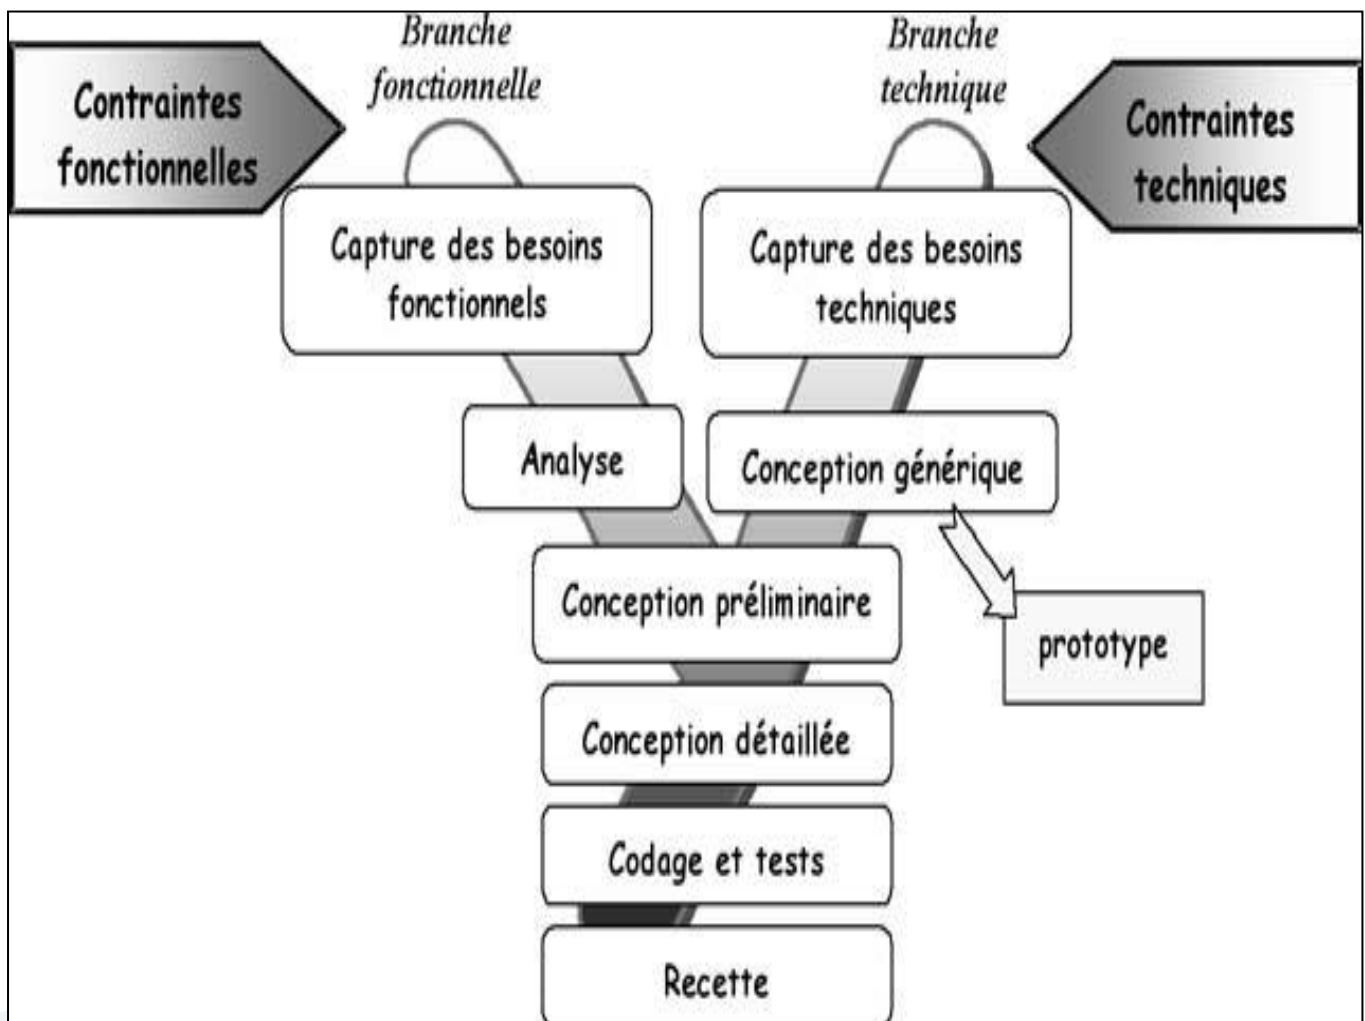 Branche
fonctionnelle
Branche
technique
Contraintes
fonctionnelles
Contraintes
techniques
Capture des besoins
fonctionnels
Capture des besoins
techniques
Analyse
Conception générique
Conception préliminaire
prototype
Conception détaillée
Codage et tests
Recette